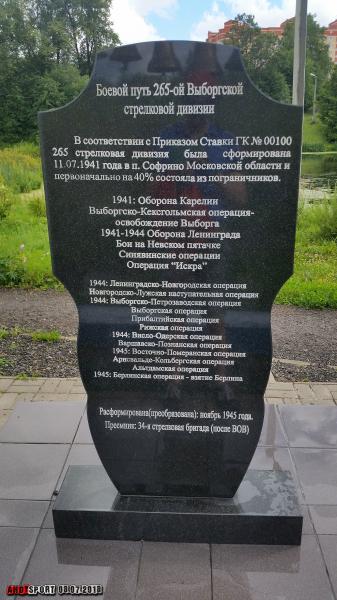 Боевой путь 265-ой Выборгской
стрелковой дивизии
В соответствии с Приказом Ставки ГК № 00100
265 стрелковая дивизия была сформирована
11.07.1941 года в п. Софрино Московской области и
первоначально на 40% состояла из пограничников.
1941: Оборона Карелии
Выборгско-Кексгольмская операция-
освобождение Выборга
1941-1944 Оборона Ленинграда
Бои на Невском пятачке
Синявинские операции
Операция "Искра"
1944: Ленинградско-Новгородская операция
Новгородско-Лужская наступательная операция
1944: Выборгско-Петрозаводская операция
Выборгская операция
Прибалтийская операция
Рижская операция
1944: Висло-Одерская операция
Варшавско-Познанская операция
1945: Восточно-Померанская операция
Арнсвальде-Кольбергская операция
Альтдамская операция
1945: Берлинская операция - взятие Берлина
Расформирована(преобразована): ноябрь 1945 года.
Преемник: 34-я стрелковая бригада (после ВОВ)
SPORT 08.07.2018